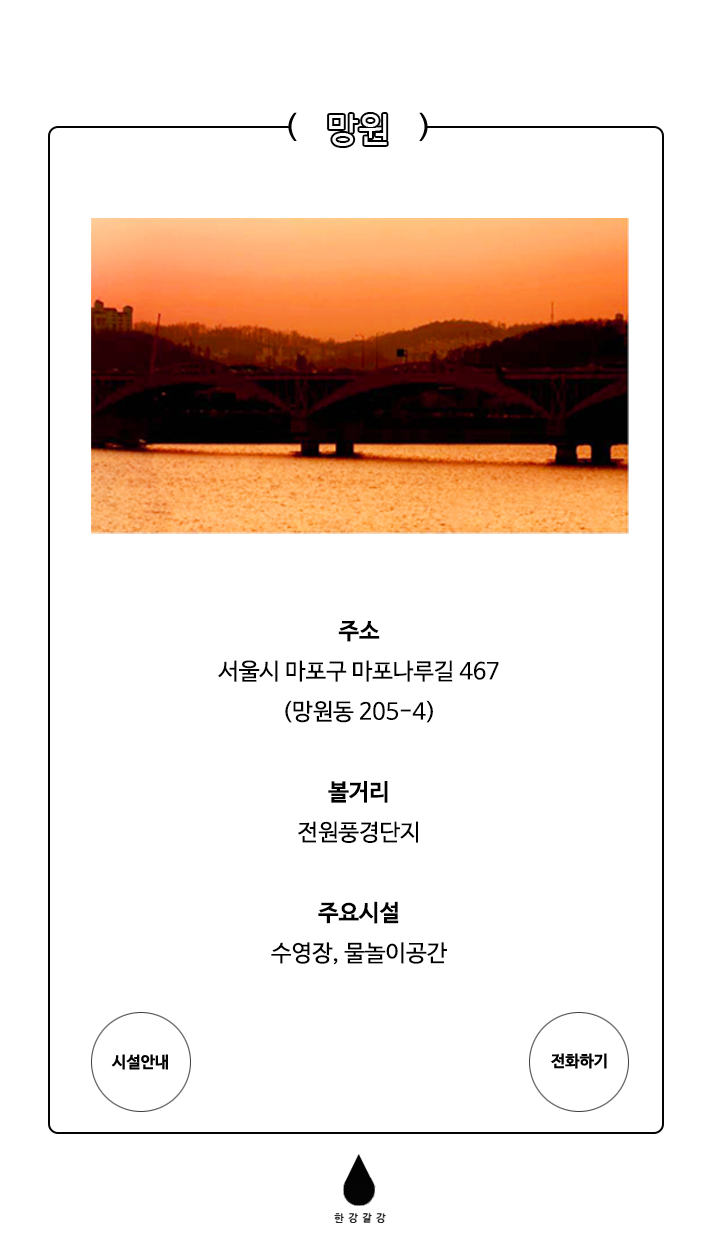 ( 망원 )
주소
서울시 마포구 마포나루길 467
(망원동 205-4)
볼거리
전원풍경단지
주요시설
수영장, 물놀이공간
시설안내
전화하기
한강갈강